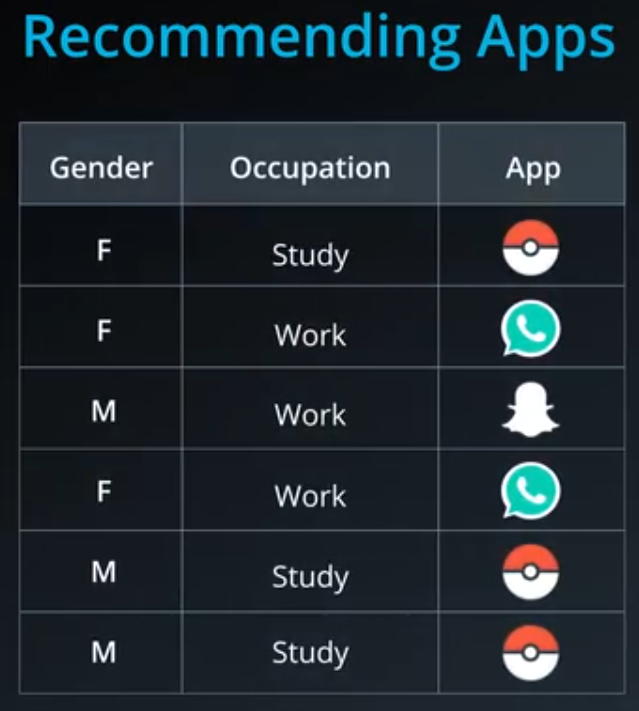 Recommending Apps
Gender Occupation App
F Study
F Work
M Work
F Work
M Study
M Study